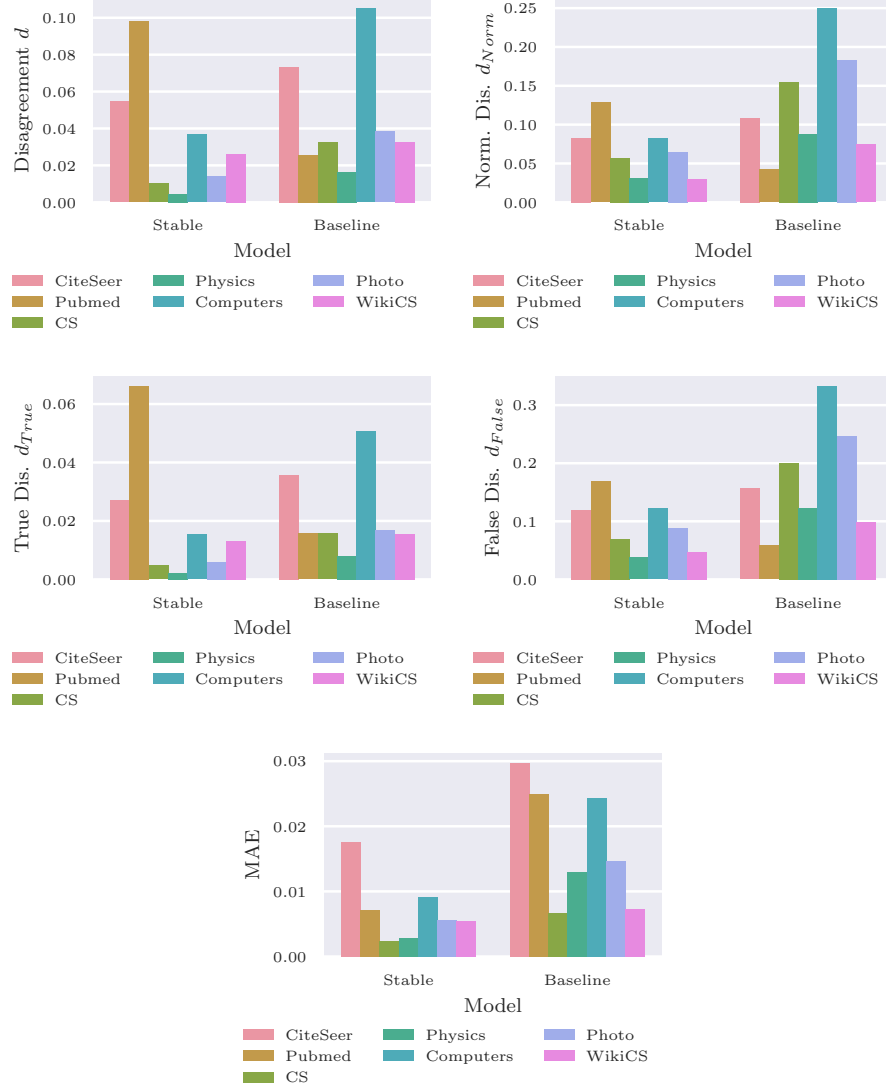 Disagreement d
0.10
0.08
0.06
0.04
0.02
0.00
Stable Baseline
Model
CiteSeer Physics Photo
Pubmed Computers WikiCS
CS
Norm. Dis. d_Norm
0.25
0.20
0.15
0.10
0.05
0.00
Stable Baseline
Model
CiteSeer Physics Photo
Pubmed Computers WikiCS
CS
True Dis. d_True
0.06
0.04
0.02
0.00
Stable Baseline
Model
CiteSeer Physics Photo
Pubmed Computers WikiCS
CS
False Dis. d_False
0.3
0.2
0.1
0.0
Stable Baseline
Model
CiteSeer Physics Photo
Pubmed Computers WikiCS
CS
MAE
0.03
0.02
0.01
0.00
Stable Baseline
Model
CiteSeer Physics Photo
Pubmed Computers WikiCS
CS